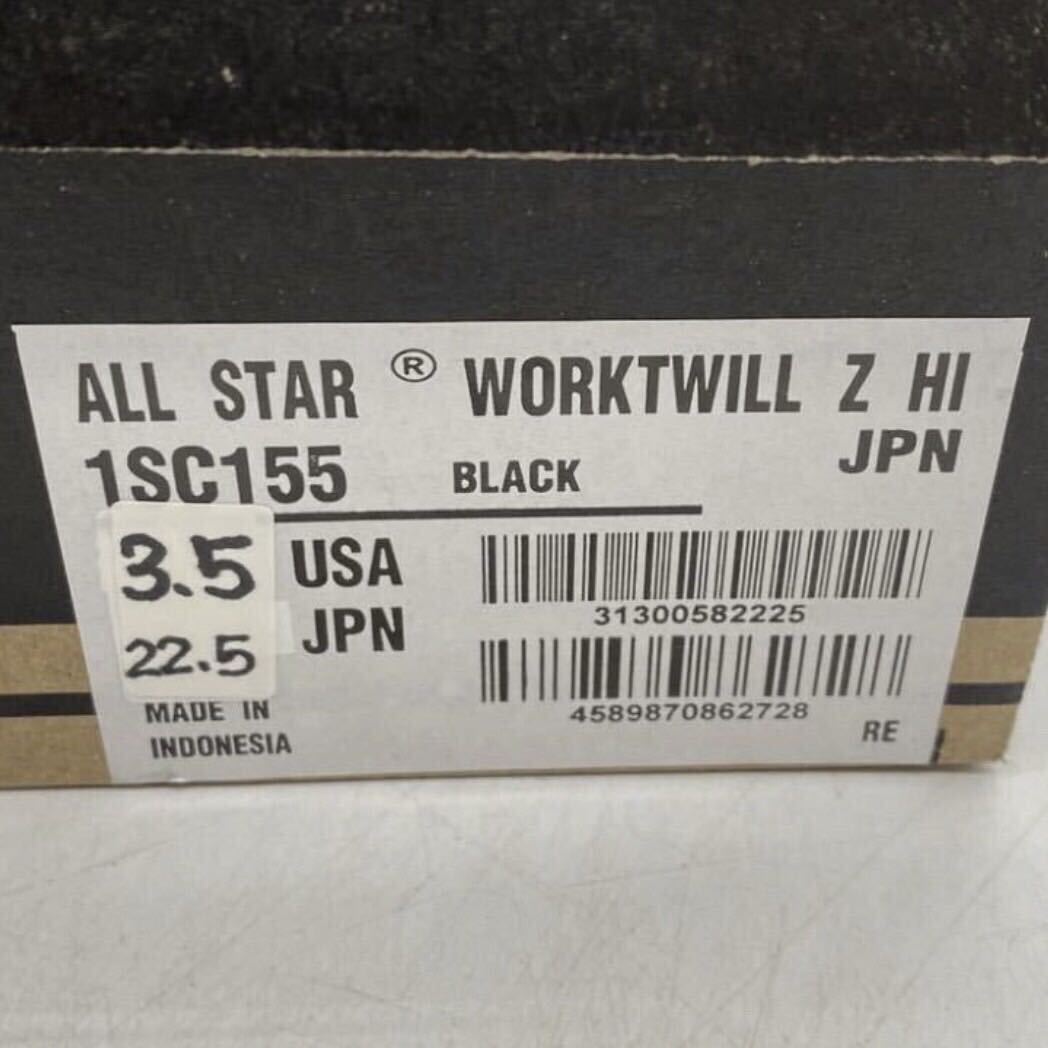 ALL STAR ® WORKTWILL Z HI
JPN
1SC155 BLACK
3.5 USA
22.5 JPN
MADE IN
INDONESIA
31300582225
4589870862728
RE